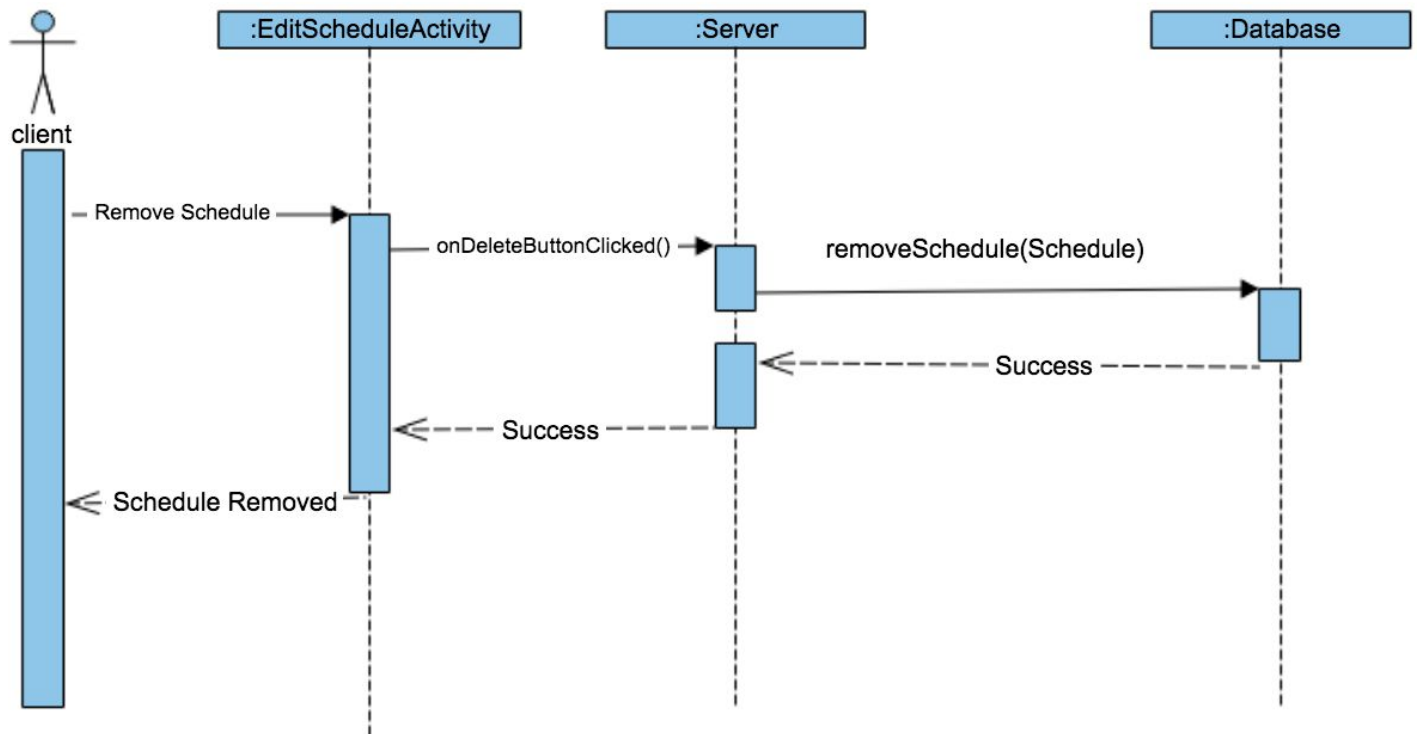 :EditScheduleActivity
:Server
:Database
client
Remove Schedule
onDeleteButtonClicked()
removeSchedule(Schedule)
Success
Success
Schedule Removed